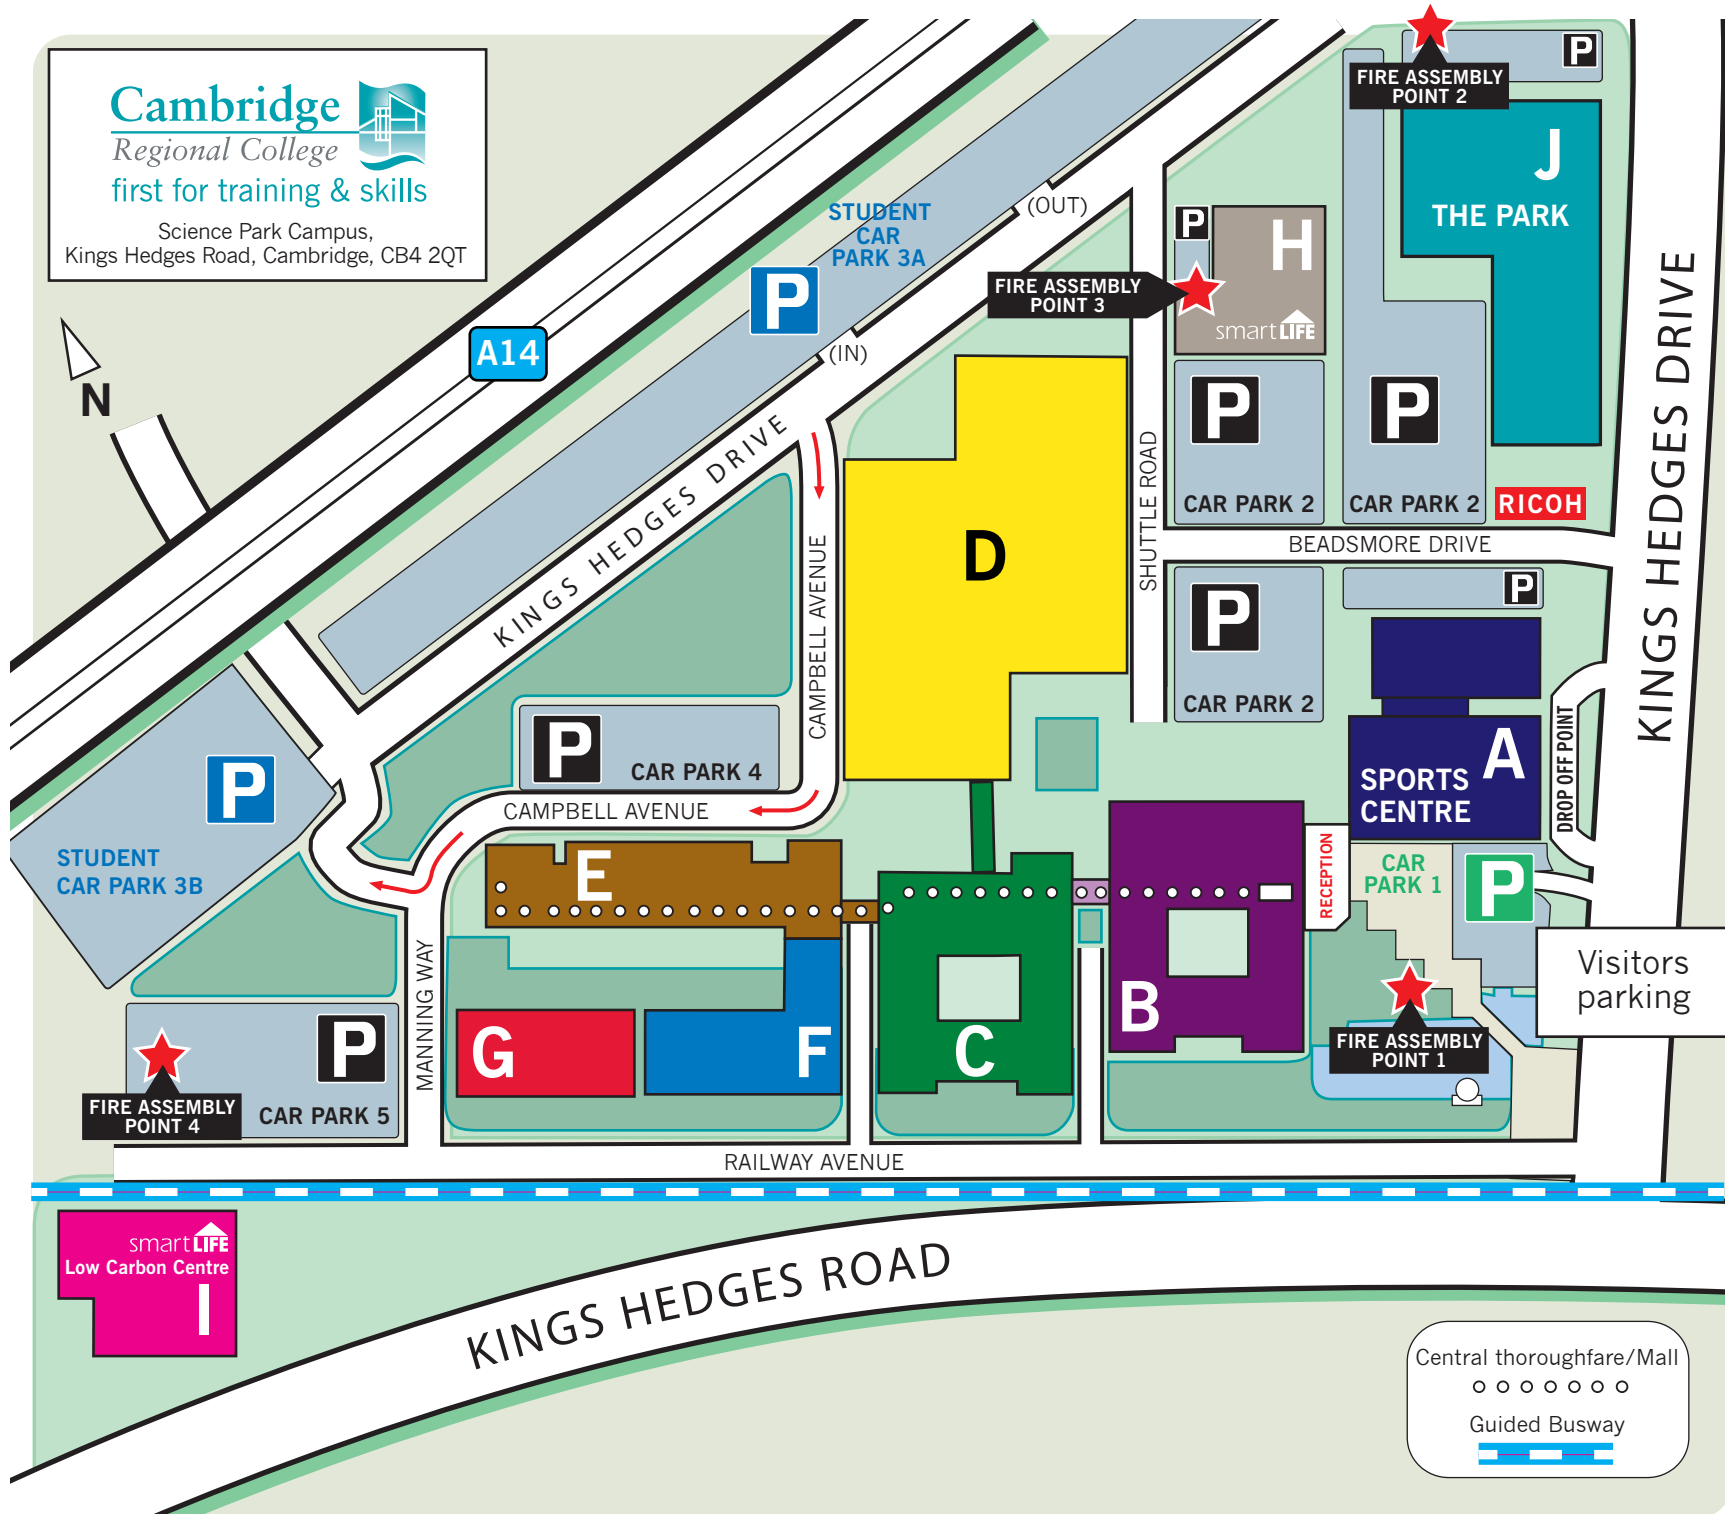 Cambridge
Regional College
first for training & skills
Science Park Campus,
Kings Hedges Road, Cambridge, CB4 2QT
N
A14
STUDENT
CAR
PARK 3A
P
(OUT)
(IN)
FIRE ASSEMBLY
POINT 2
P
J
THE PARK
P
H
smartLIFE
FIRE ASSEMBLY
POINT 3
P
CAR PARK 2
P
CAR PARK 2
RICOH
KINGS HEDGES DRIVE
KINGS HEDGES DRIVE
SHUTTLE ROAD
BEADSMORE DRIVE
CAMPBELL AVENUE
D
P
CAR PARK 2
P
A
SPORTS
CENTRE
DROP OFF POINT
P
CAR PARK 4
CAMPBELL AVENUE
P
STUDENT
CAR PARK 3B
E
RECEPTION
CAR
PARK 1
P
Visitors
parking
MANNING WAY
G
F
C
B
FIRE ASSEMBLY
POINT 1
P
FIRE ASSEMBLY
POINT 4
CAR PARK 5
RAILWAY AVENUE
smartLIFE
Low Carbon Centre
I
KINGS HEDGES ROAD
Central thoroughfare/Mall
Guided Busway